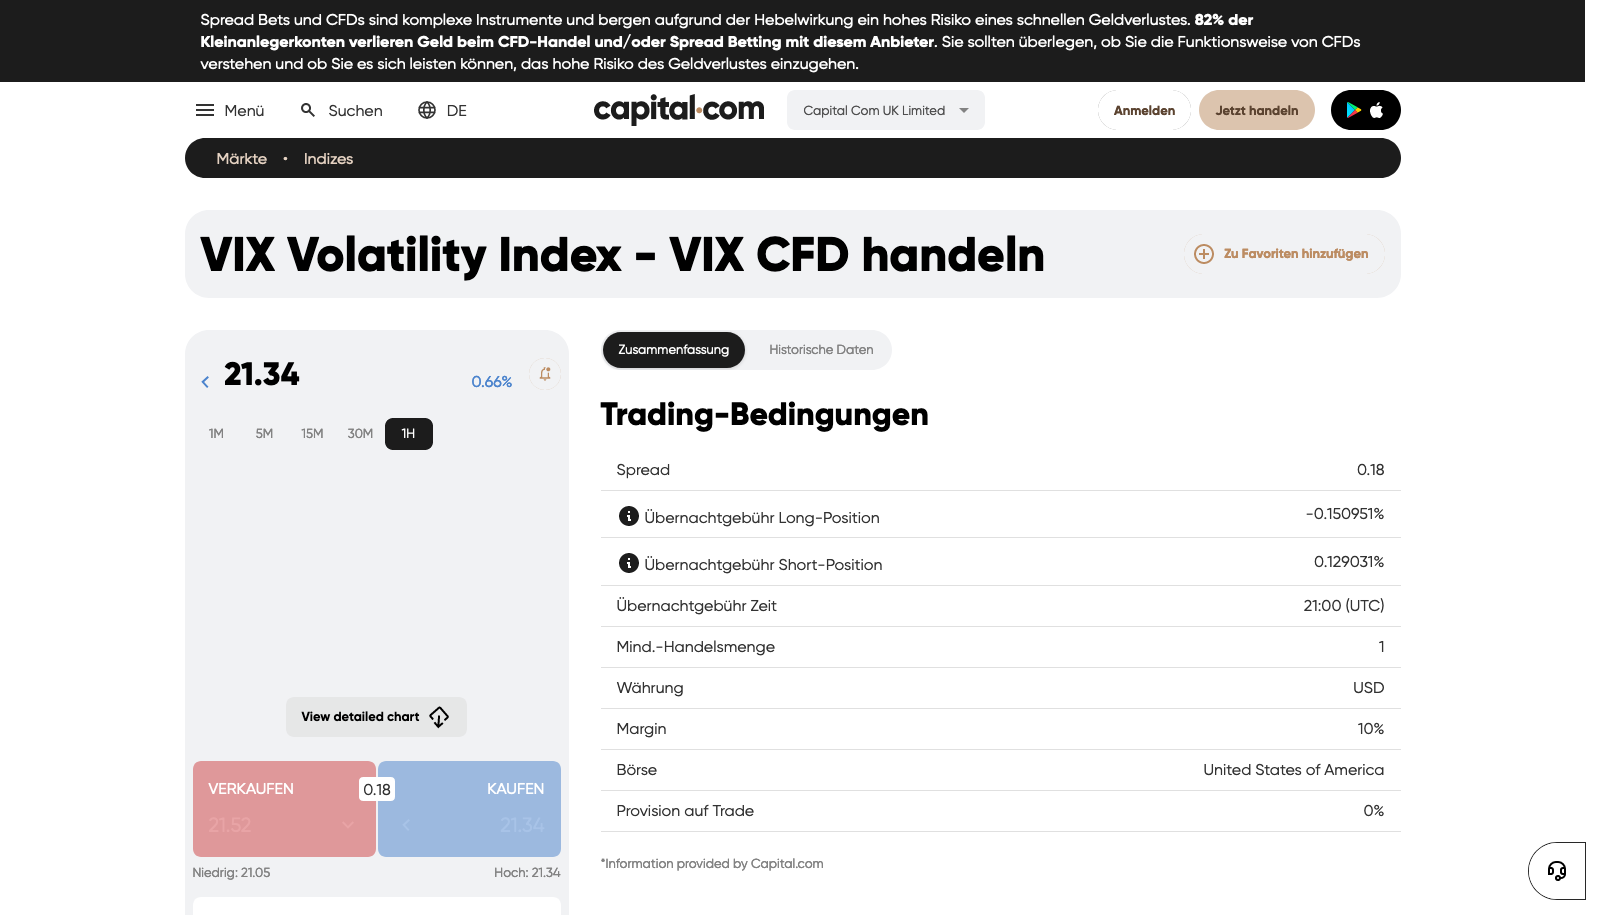 Spread Bets und CFDs sind komplexe Instrumente und bergen aufgrund der Hebelwirkung ein hohes Risiko eines schnellen Geldverlustes. 82% der
Kleinanlegerkonten verlieren Geld beim CFD-Handel und/oder Spread Betting mit diesem Anbieter. Sie sollten überlegen, ob Sie die Funktionsweise von CFDs
verstehen und ob Sie es sich leisten können, das hohe Risiko des Geldverlustes einzugehen.
Menü Suchen DE capital.com Capital Com UK Limited Anmelden Jetzt handeln
Märkte • Indizes
VIX Volatility Index - VIX CFD handeln
Zu Favoriten hinzufügen
21.34 0.66%
1M 5M 15M 30M 1H
View detailed chart
VERKAUFEN 0.18 KAUFEN
21.52 21.34
Niedrig: 21.05 Hoch: 21.34
Zusammenfassung Historische Daten
Trading-Bedingungen
Spread 0.18
Übernachtgebühr Long-Position -0.150951%
Übernachtgebühr Short-Position 0.129031%
Übernachtgebühr Zeit 21:00 (UTC)
Mind.-Handelsmenge 1
Währung USD
Margin 10%
Börse United States of America
Provision auf Trade 0%
*Information provided by Capital.com